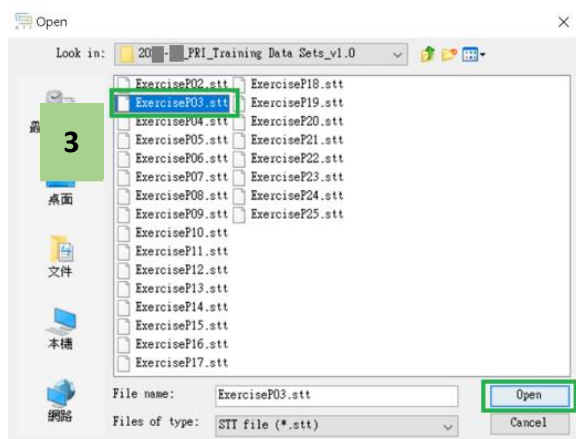 Open
Look in:
20 - _PRI_Training Data Sets_v1.0
ExerciseP02.stt
ExerciseP03.stt
ExerciseP04.stt
ExerciseP05.stt
ExerciseP06.stt
ExerciseP07.stt
ExerciseP08.stt
ExerciseP09.stt
ExerciseP10.stt
ExerciseP11.stt
ExerciseP12.stt
ExerciseP13.stt
ExerciseP14.stt
ExerciseP15.stt
ExerciseP16.stt
ExerciseP17.stt
ExerciseP18.stt
ExerciseP19.stt
ExerciseP20.stt
ExerciseP21.stt
ExerciseP22.stt
ExerciseP23.stt
ExerciseP24.stt
ExerciseP25.stt
3
桌面
文件
本機
網路
File name:
ExerciseP03.stt
Open
Files of type:
STT file (*.stt)
Cancel